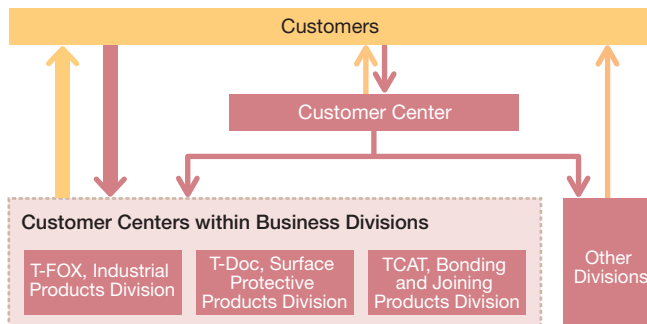 Customers
Customer Center
Customer Centers within Business Divisions
T-FOX, Industrial
Products Division
T-Doc, Surface
Protective
Products Division
TCAT, Bonding
and Joining
Products Division
Other
Divisions